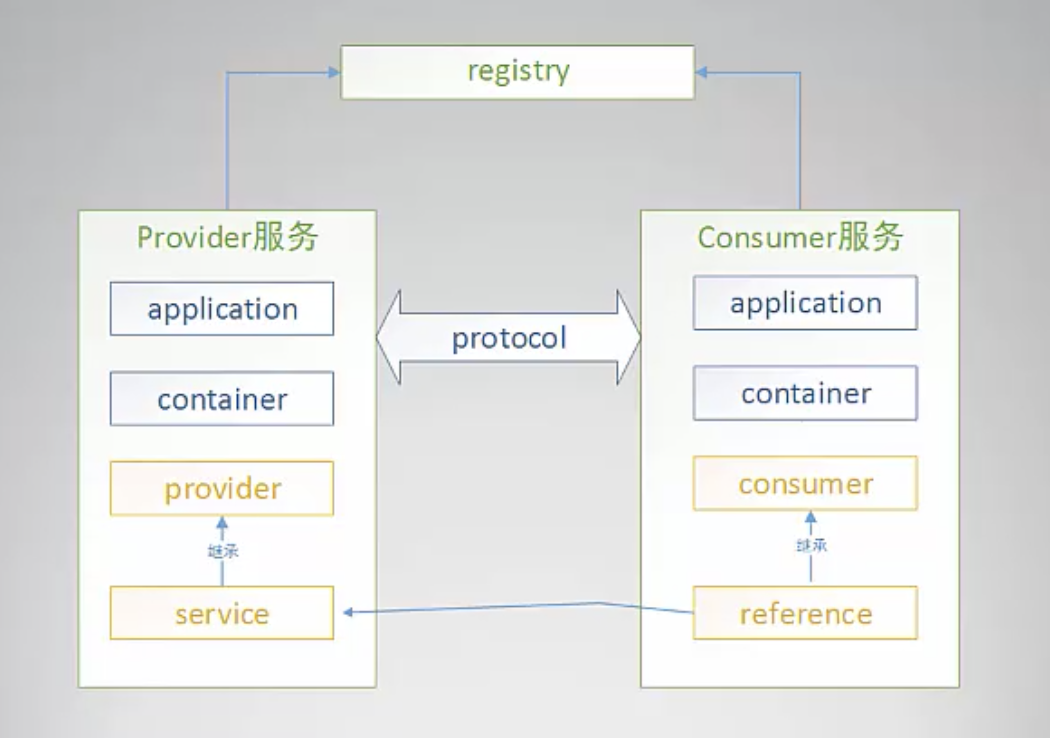 registry
Provider服务
application
container
provider
继承
service
protocol
Consumer服务
application
container
consumer
继承
reference